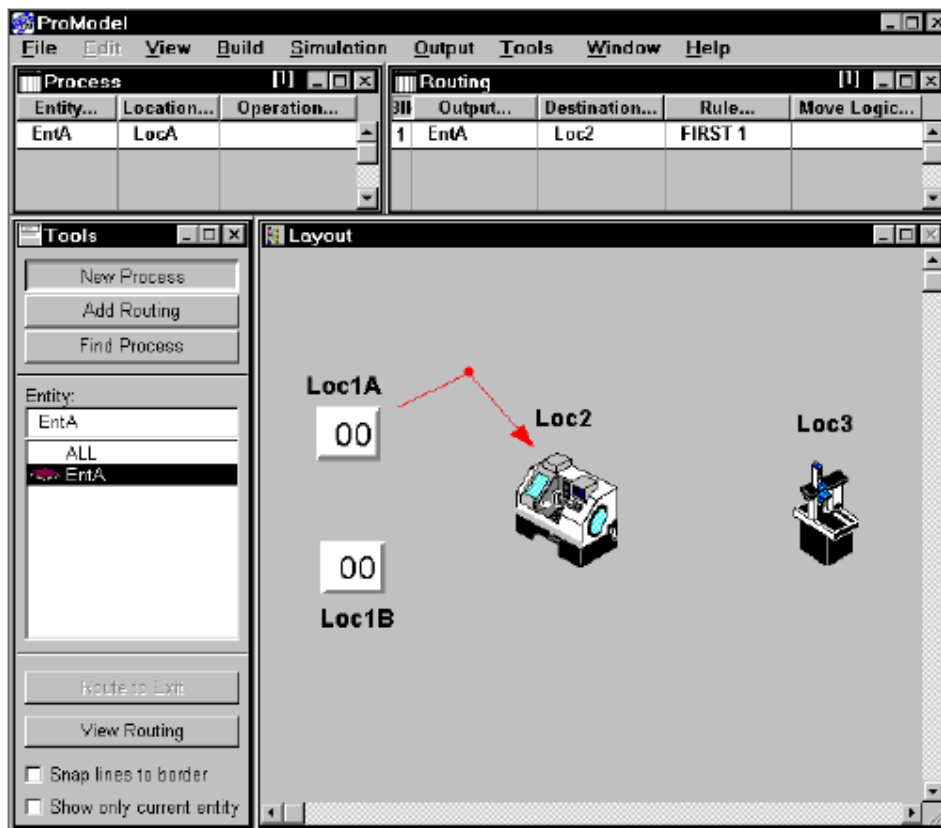 ProModel
File Edit View Build Simulation Output Tools Window Help
Process [1]
Entity... Location... Operation...
EntA LocA
Routing [1]
Output... Destination... Rule... Move Logic...
1 EntA Loc2 FIRST 1
Tools
New Process
Add Routing
Find Process
Entity:
EntA
ALL
EntA
Route to Exit
View Routing
Snap lines to border
Show only current entity
Layout
Loc1A
00
Loc2
Loc3
00
Loc1B